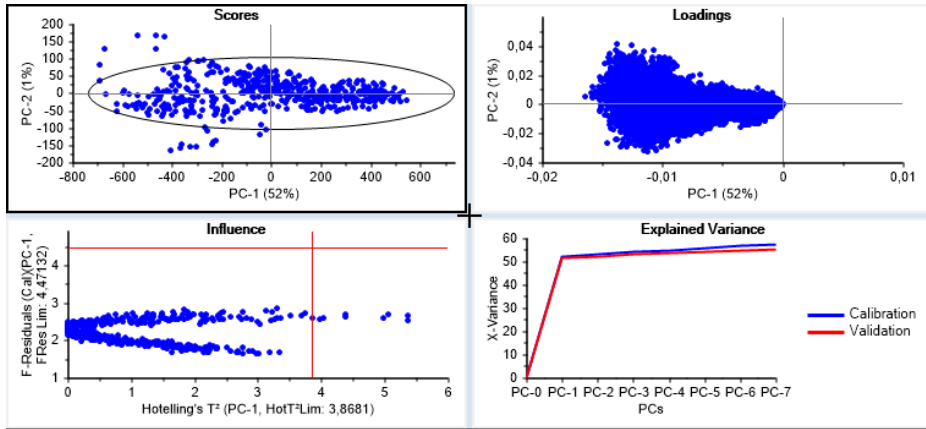 Scores
200
150
100
50
0
-50
-100
-150
200
PC-2 (1%)
-800 -600 -400 -200 0 200 400 600
PC-1 (52%)
Loadings
0,04
0,02
0
-0,02
-0,04
PC-2 (1%)
-0,02 -0,01 0 0,01
PC-1 (52%)
Influence
F-Residuals (Cal)(PC-1,
FRes Lim: 4.47132)
4
3
2
1
0 1 2 3 4 5 6
Hotelling's T² (PC-1, HotT²Lim: 3,8681)
Explained Variance
60
50
40
30
20
10
0
X-Variance
PC-0 PC-1 PC-2 PC-3 PC-4 PC-5 PC-6 PC-7
PCs
Calibration
Validation